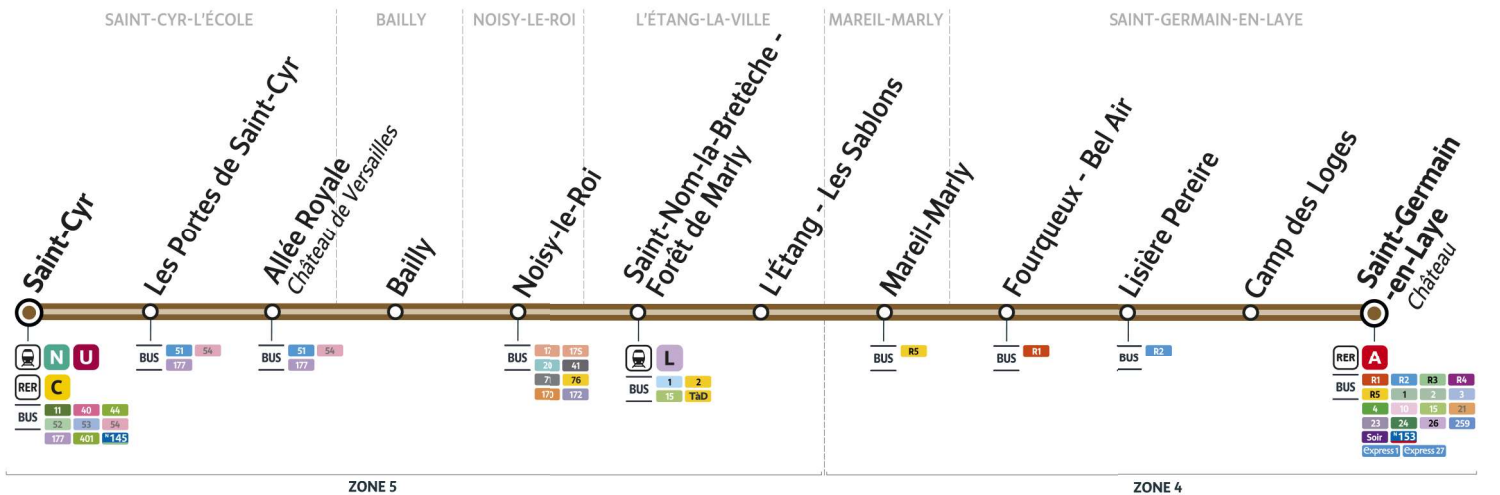 SAINT-CYR-L'ÉCOLE
BAILLY
NOISY-LE-ROI
L'ÉTANG-LA-VILLE
MAREIL-MARLY
SAINT-GERMAIN-EN-LAYE
Saint-Cyr
Les Portes de Saint-Cyr
Allée Royale
Château de Versailles
Bailly
Noisy-le-Roi
Saint-Nom-la-Bretèche -
Forêt de Marly
L'Étang - Les Sablons
Mareil-Marly
Fourqueux - Bel Air
Lisière Pereire
Camp des Loges
Saint-Germain
-en-Laye
Château
N U
RER C
BUS
11 40 44
52 53 54
177 401 N145
BUS
51 54
177
BUS
51 54
177
BUS
17 175
20 41
76
170 172
L
BUS
1 2
15 TàD
BUS R5
BUS R1
BUS R2
RER A
BUS
R1 R2 R3 R4
R5 1 2 3
4 10 15 21
23 24 26 259
Soir N153
express 1 express 27
ZONE 5
ZONE 4